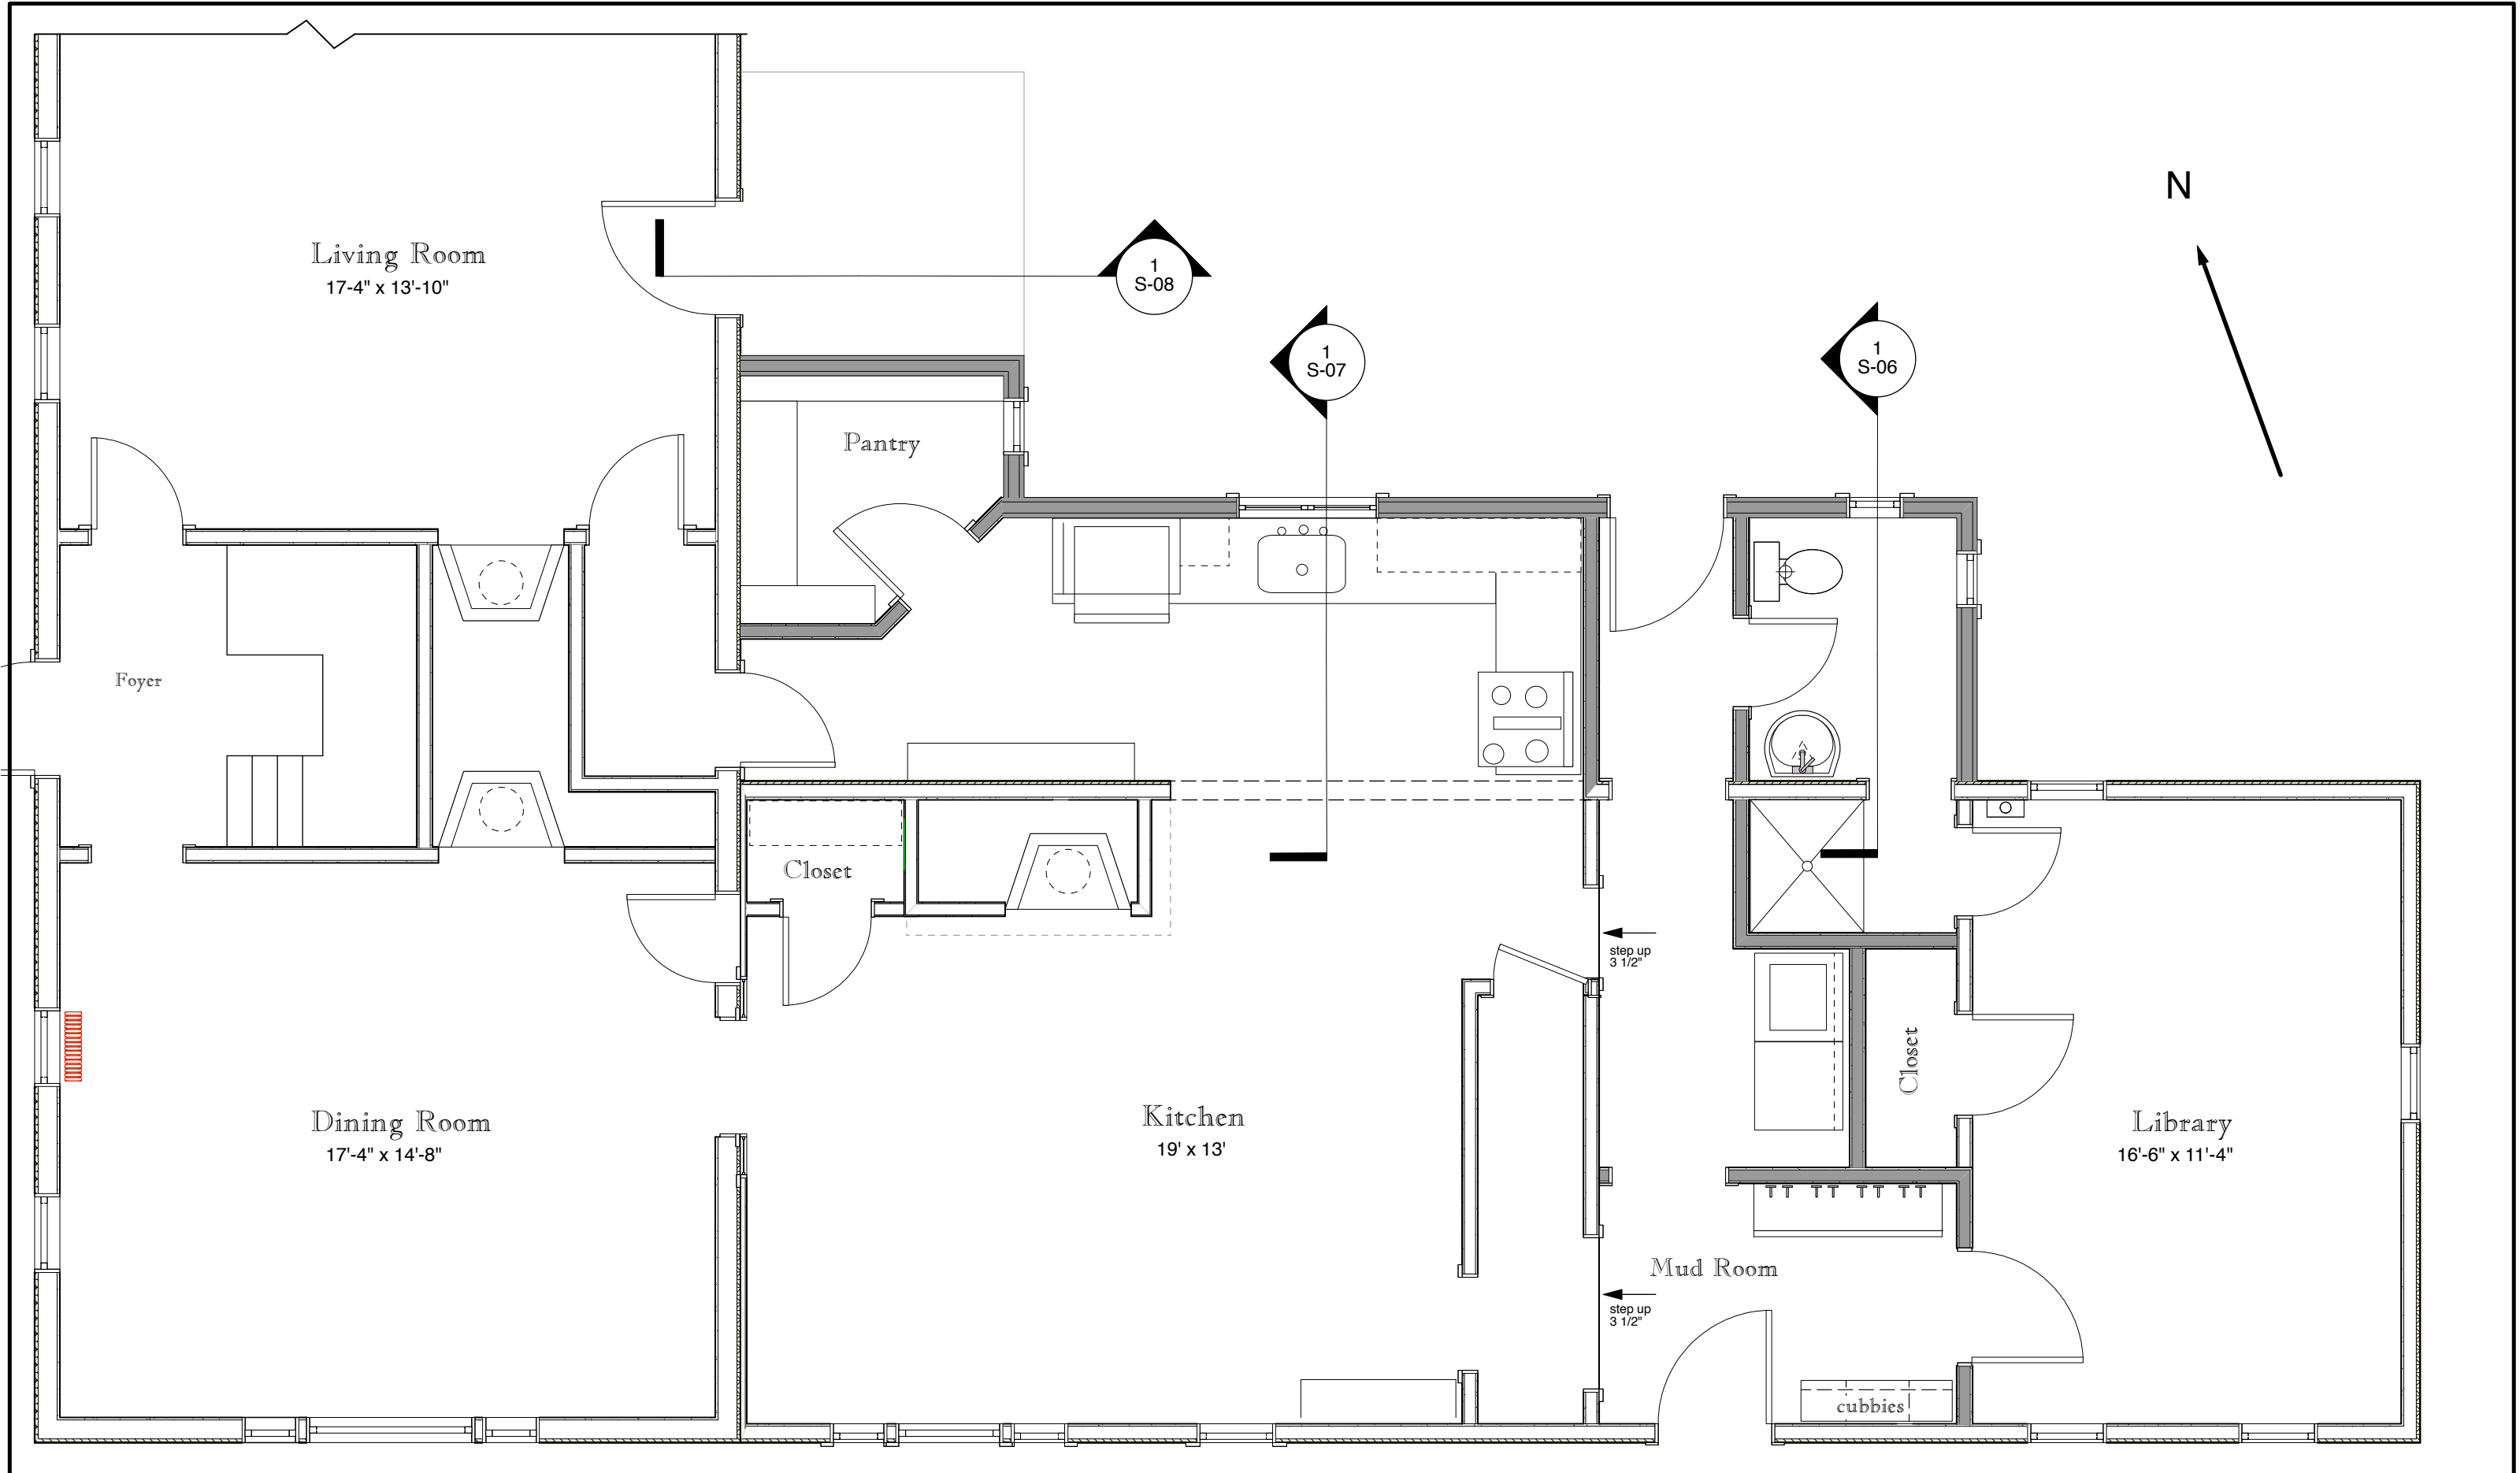 N
1
S-08
1
S-07
1
S-06
Living Room
17-4" x 13'-10"
Pantry
Foyer
Closet
step up
3 1/2"
Closet
Dining Room
17'-4" x 14'-8"
Kitchen
19' x 13'
Library
16'-6" x 11'-4"
Mud Room
step up
3 1/2"
cubbies